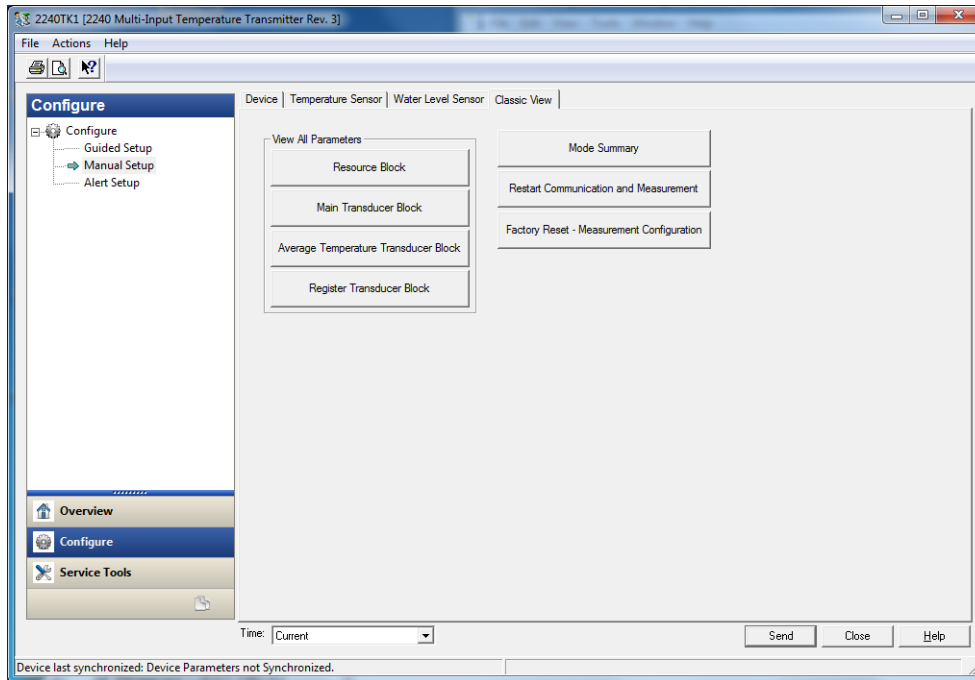 2240TK1 [2240 Multi-Input Temperature Transmitter Rev. 3]
File Actions Help
Configure
Configure
Guided Setup
Manual Setup
Alert Setup
Overview
Configure
Service Tools
Device Temperature Sensor Water Level Sensor Classic View
View All Parameters
Resource Block
Main Transducer Block
Average Temperature Transducer Block
Register Transducer Block
Mode Summary
Restart Communication and Measurement
Factory Reset - Measurement Configuration
Time: Current
Send Close Help
Device last synchronized: Device Parameters not Synchronized.